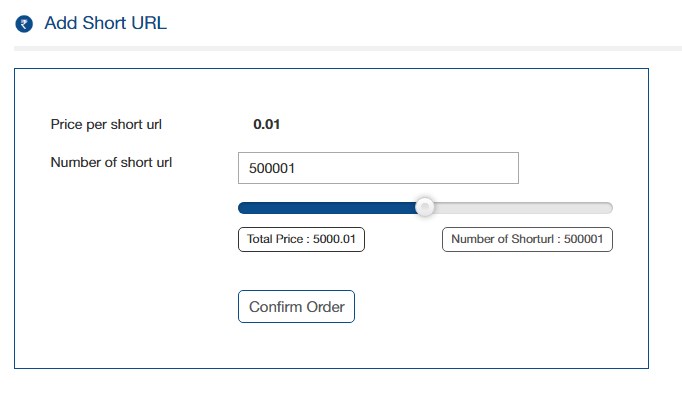 ₹ Add Short URL
Price per short url 0.01
Number of short url 500001
Total Price : 5000.01 Number of Shorturl : 500001
Confirm Order